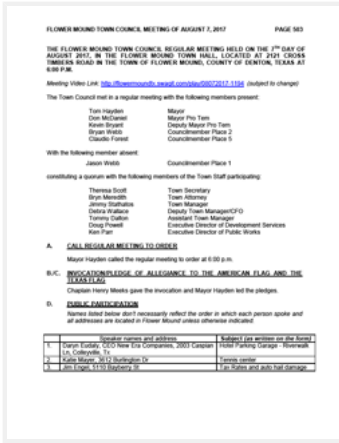 FLOWER MOUND TOWN COUNCIL MEETING OF AUGUST 7, 2017 PAGE 503
THE FLOWER MOUND TOWN COUNCIL REGULAR MEETING HELD ON THE 7TH DAY OF
AUGUST 2017, IN THE FLOWER MOUND TOWN HALL, LOCATED AT 2121 CROSS
TIMBERS ROAD IN THE TOWN OF FLOWER MOUND, COUNTY OF DENTON, TEXAS AT
6:00 P.M.
Meeting Video Link: http://flowermoundtx.swagit.com/play/08072017-1194 (subject to change)
The Town Council met in a regular meeting with the following members present:
Tom Hayden Mayor
Don McDaniel Mayor Pro Tem
Kevin Bryant Deputy Mayor Pro Tem
Bryan Webb Councilmember Place 2
Claudio Forest Councilmember Place 5
With the following member absent:
Jason Webb Councilmember Place 1
constituting a quorum with the following members of the Town Staff participating:
Theresa Scott Town Secretary
Bryn Meredith Town Attorney
Jimmy Stathatos Town Manager
Debra Wallace Deputy Town Manager/CFO
Tommy Dalton Assistant Town Manager
Doug Powell Executive Director of Development Services
Ken Parr Executive Director of Public Works
A. CALL REGULAR MEETING TO ORDER
Mayor Hayden called the regular meeting to order at 6:00 p.m.
B./C. INVOCATION/PLEDGE OF ALLEGIANCE TO THE AMERICAN FLAG AND THE
TEXAS FLAG
Chaplain Henry Meeks gave the invocation and Mayor Hayden led the pledges.
D. PUBLIC PARTICIPATION
Names listed below don't necessarily reflect the order in which each person spoke and
all addresses are located in Flower Mound unless otherwise indicated.
Speaker names and address Subject (as written on the form)
1. Daryn Eudaly, CEO New Era Companies, 2003 Caspian Hotel Parking Garage - Riverwalk
Ln, Colleyville, Tx
2. Katie Mayer, 3612 Burlington Dr Tennis center
3. Jim Engel, 5110 Bayberry St Tax Rates and auto hail damage